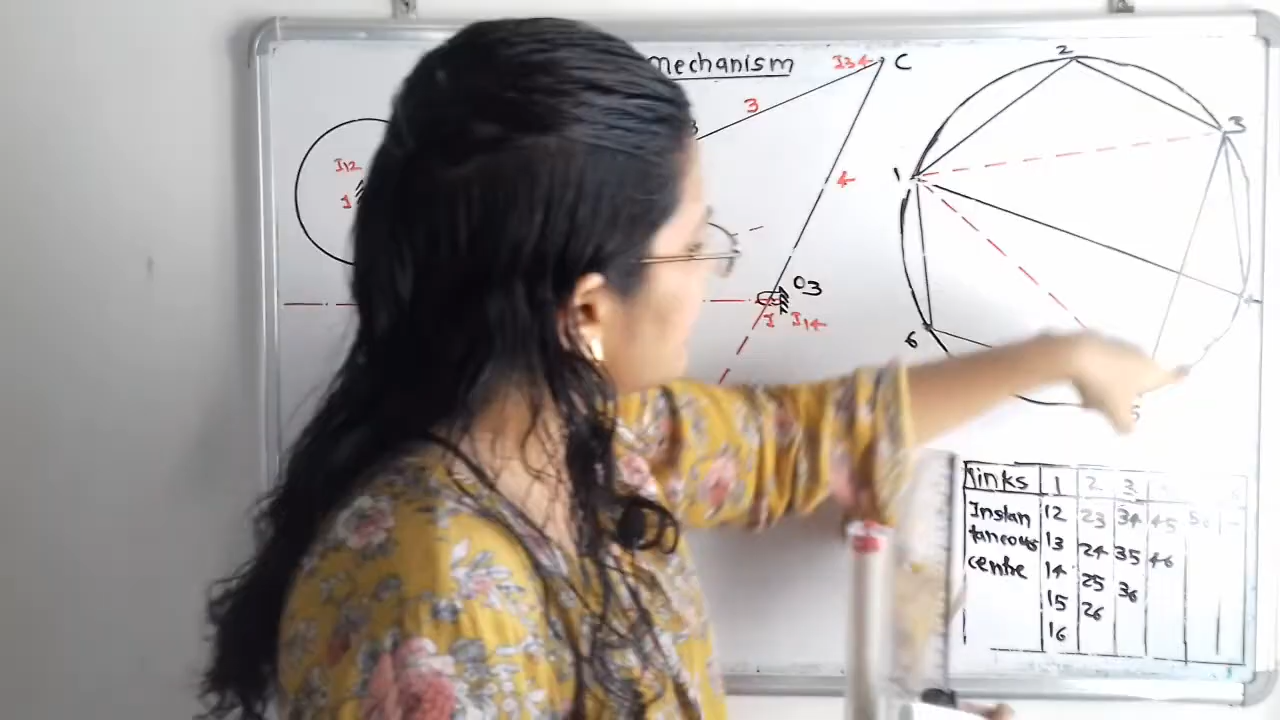 mechanism
I34 C
3
4
I12
1
O3
I I14
2
3
1
6
5
links 1 2 3
Instan 12 23 34 45
taneous 13 24 35 46
centre 14 25 36
15 26
16